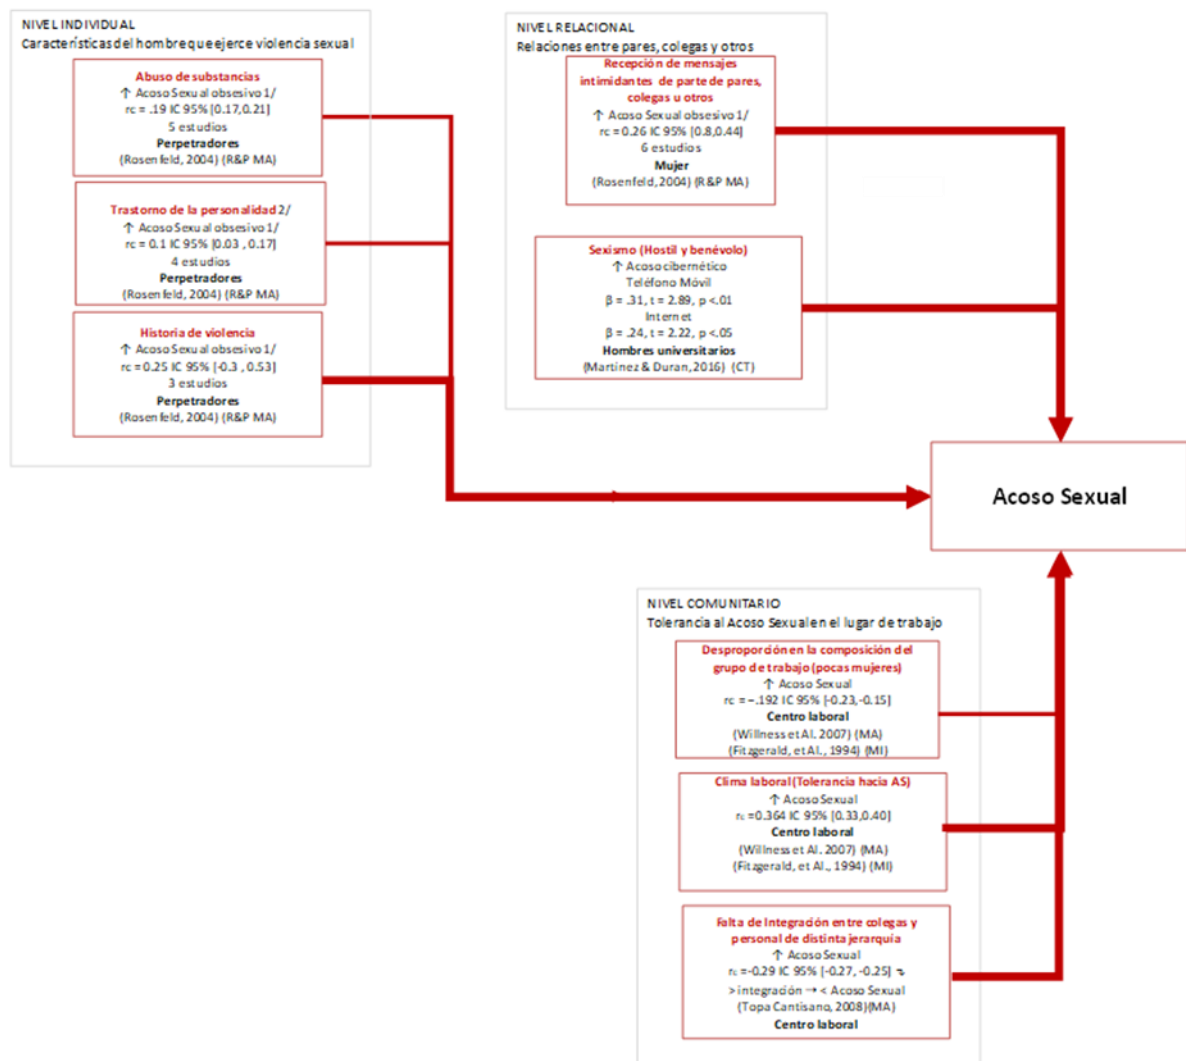 NIVEL INDIVIDUAL
Características del hombre que ejerce violencia sexual
Abuso de substancias
↑ Acoso Sexual obsesivo 1/
rc = .19 IC 95% [0.17,0.21]
5 estudios
Perpetradores
(Rosenfeld, 2004) (R&P MA)
Trastorno de la personalidad 2/
↑ Acoso Sexual obsesivo 1/
rc = 0.1 IC 95% [0.03 , 0.17]
4 estudios
Perpetradores
(Rosenfeld, 2004) (R&P MA)
Historia de violencia
↑ Acoso Sexual obsesivo 1/
rc = 0.25 IC 95% [-0.3 , 0.53]
3 estudios
Perpetradores
(Rosenfeld, 2004) (R&P MA)
NIVEL RELACIONAL
Relaciones entre pares, colegas y otros
Recepción de mensajes
intimidantes de parte de pares,
colegas u otros
↑ Acoso Sexual obsesivo 1/
rc = 0.26 IC 95% [0.8,0.44]
6 estudios
Mujer
(Rosenfeld, 2004) (R&P MA)
Sexismo (Hostil y benévolo)
↑ Acoso cibernético
Teléfono Móvil
β = .31, t = 2.89, p <.01
Internet
β = .24, t = 2.22, p <.05
Hombres universitarios
(Martínez & Duran, 2016) (CT)
Acoso Sexual
NIVEL COMUNITARIO
Tolerancia al Acoso Sexual en el lugar de trabajo
Desproporción en la composición del
grupo de trabajo (pocas mujeres)
↑ Acoso Sexual
rc = −.192 IC 95% [-0.23,-0.15]
Centro laboral
(Willness et Al. 2007) (MA)
(Fitzgerald, et Al., 1994) (MI)
Clima laboral (Tolerancia hacia AS)
↑ Acoso Sexual
rc =0.364 IC 95% [0.33,0.40]
Centro laboral
(Willness et Al. 2007) (MA)
(Fitzgerald, et Al., 1994) (MI)
Falta de Integración entre colegas y
personal de distinta jerarquía
↑ Acoso Sexual
rc =-0.29 IC 95% [-0.27, -0.25] ⬎
> integración → < Acoso Sexual
(Topa Cantisano, 2008)(MA)
Centro laboral